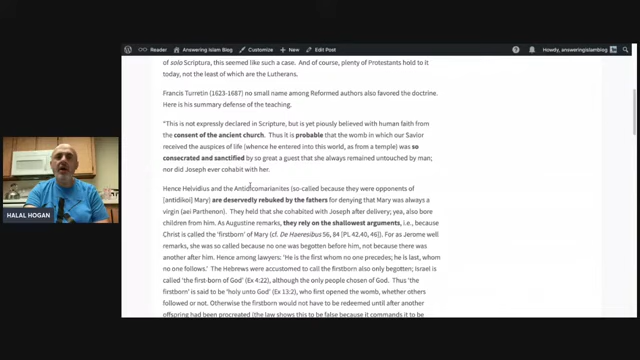 Reader Answering Islam Blog Customize New Edit Post Howdy, answeringislamblog
of solo Scriptura, this seemed like such a case. And of course, plenty of Protestants hold to it
today, not the least of which are the Lutherans.
Francis Turretin (1623-1687) no small name among Reformed authors also favored the doctrine.
Here is his summary defense of the teaching.
"This is not expressly declared in Scripture, but is yet piously believed with human faith from
the consent of the ancient church. Thus it is probable that the womb in which our Savior
received the auspices of life (whence he entered into this world, as from a temple) was so
consecrated and sanctified by so great a guest that she always remained untouched by man;
nor did Joseph ever cohabit with her.
Hence Helvidius and the Antidicomarianites (so-called because they were opponents of
[antidikoi] Mary) are deservedly rebuked by the fathers for denying that Mary was always a
virgin (aei Parthenon). They held that she cohabited with Joseph after delivery; yea, also bore
children from him. As Augustine remarks, they rely on the shallowest arguments, i.e., because
Christ is called the 'firstborn' of Mary (cf. De Haeresibus 56, 84 [PL 42.40, 46]). For as Jerome well
remarks, she was so called because no one was begotten before him, not because there was
another after him. Hence among lawyers: 'He is the first whom no one precedes; he is last, whom
no one follows.' The Hebrews were accustomed to call the firstborn also only begotten; Israel is
called 'the first-born of God' (Ex 4:22), although the only people chosen of God. Thus 'the
firstborn' is said to be 'holy unto God' (Ex 13:2), who first opened the womb, whether others
followed or not. Otherwise the firstborn would not have to be redeemed until after another
offspring had been procreated (the law shows this to be false because it commands it to be
HALAL HOGAN